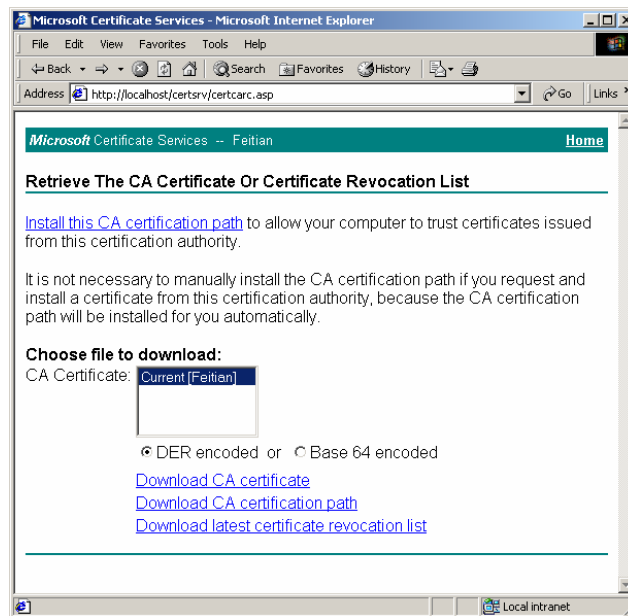 Microsoft Certificate Services - Microsoft Internet Explorer
File Edit View Favorites Tools Help
Back Search Favorites History
Address http://localhost/certsrv/certcarc.asp Go Links
Microsoft Certificate Services -- Feitian Home
Retrieve The CA Certificate Or Certificate Revocation List
Install this CA certification path to allow your computer to trust certificates issued
from this certification authority.
It is not necessary to manually install the CA certification path if you request and
install a certificate from this certification authority, because the CA certification
path will be installed for you automatically.
Choose file to download:
CA Certificate: Current [Feitian]
DER encoded or Base 64 encoded
Download CA certificate
Download CA certification path
Download latest certificate revocation list
Local intranet